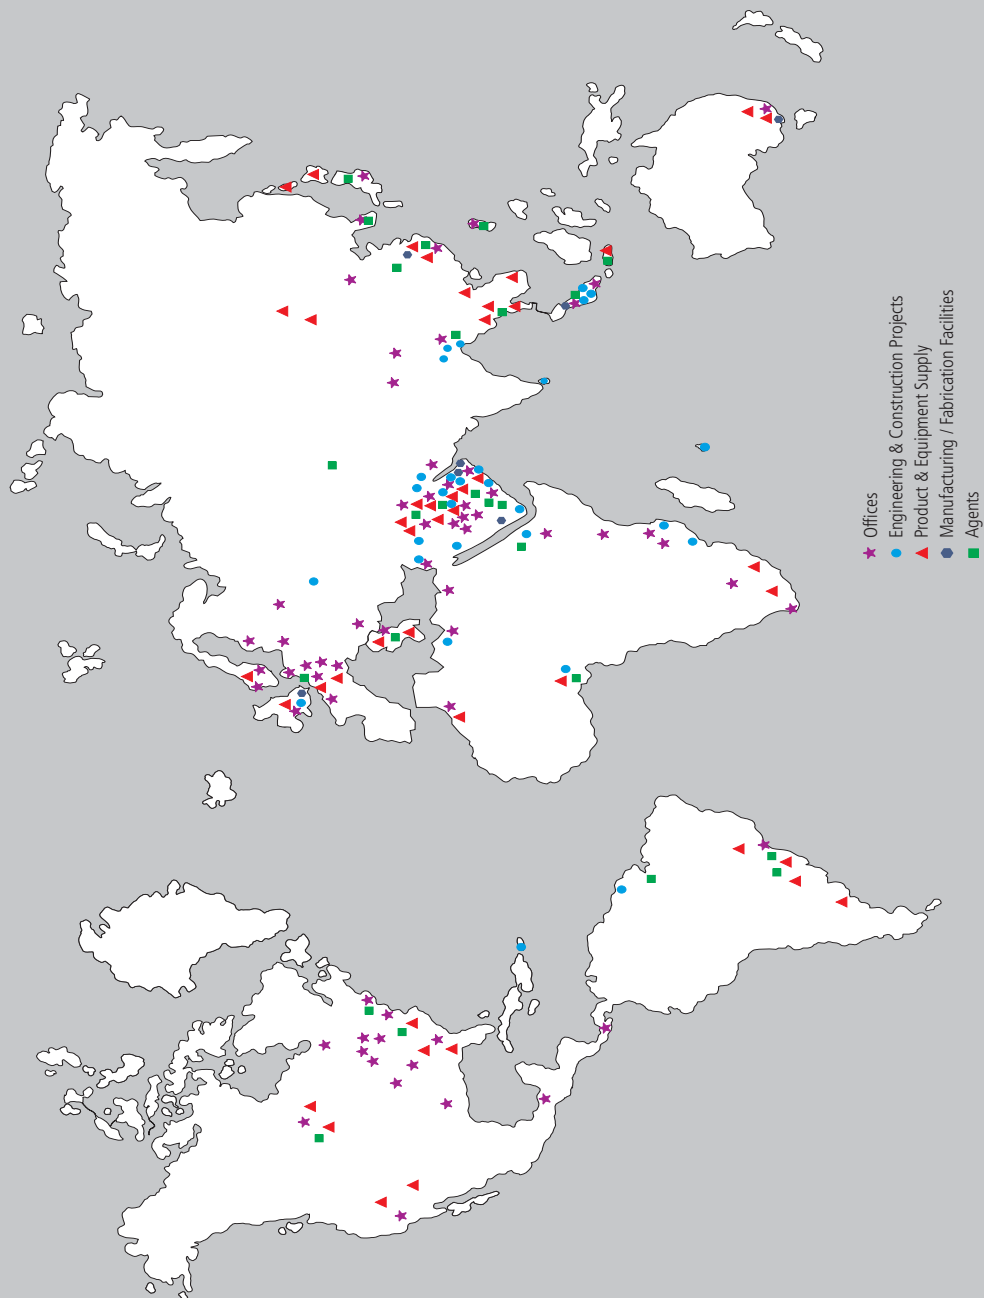 Offices
Engineering & Construction Projects
Product & Equipment Supply
Manufacturing / Fabrication Facilities
Agents